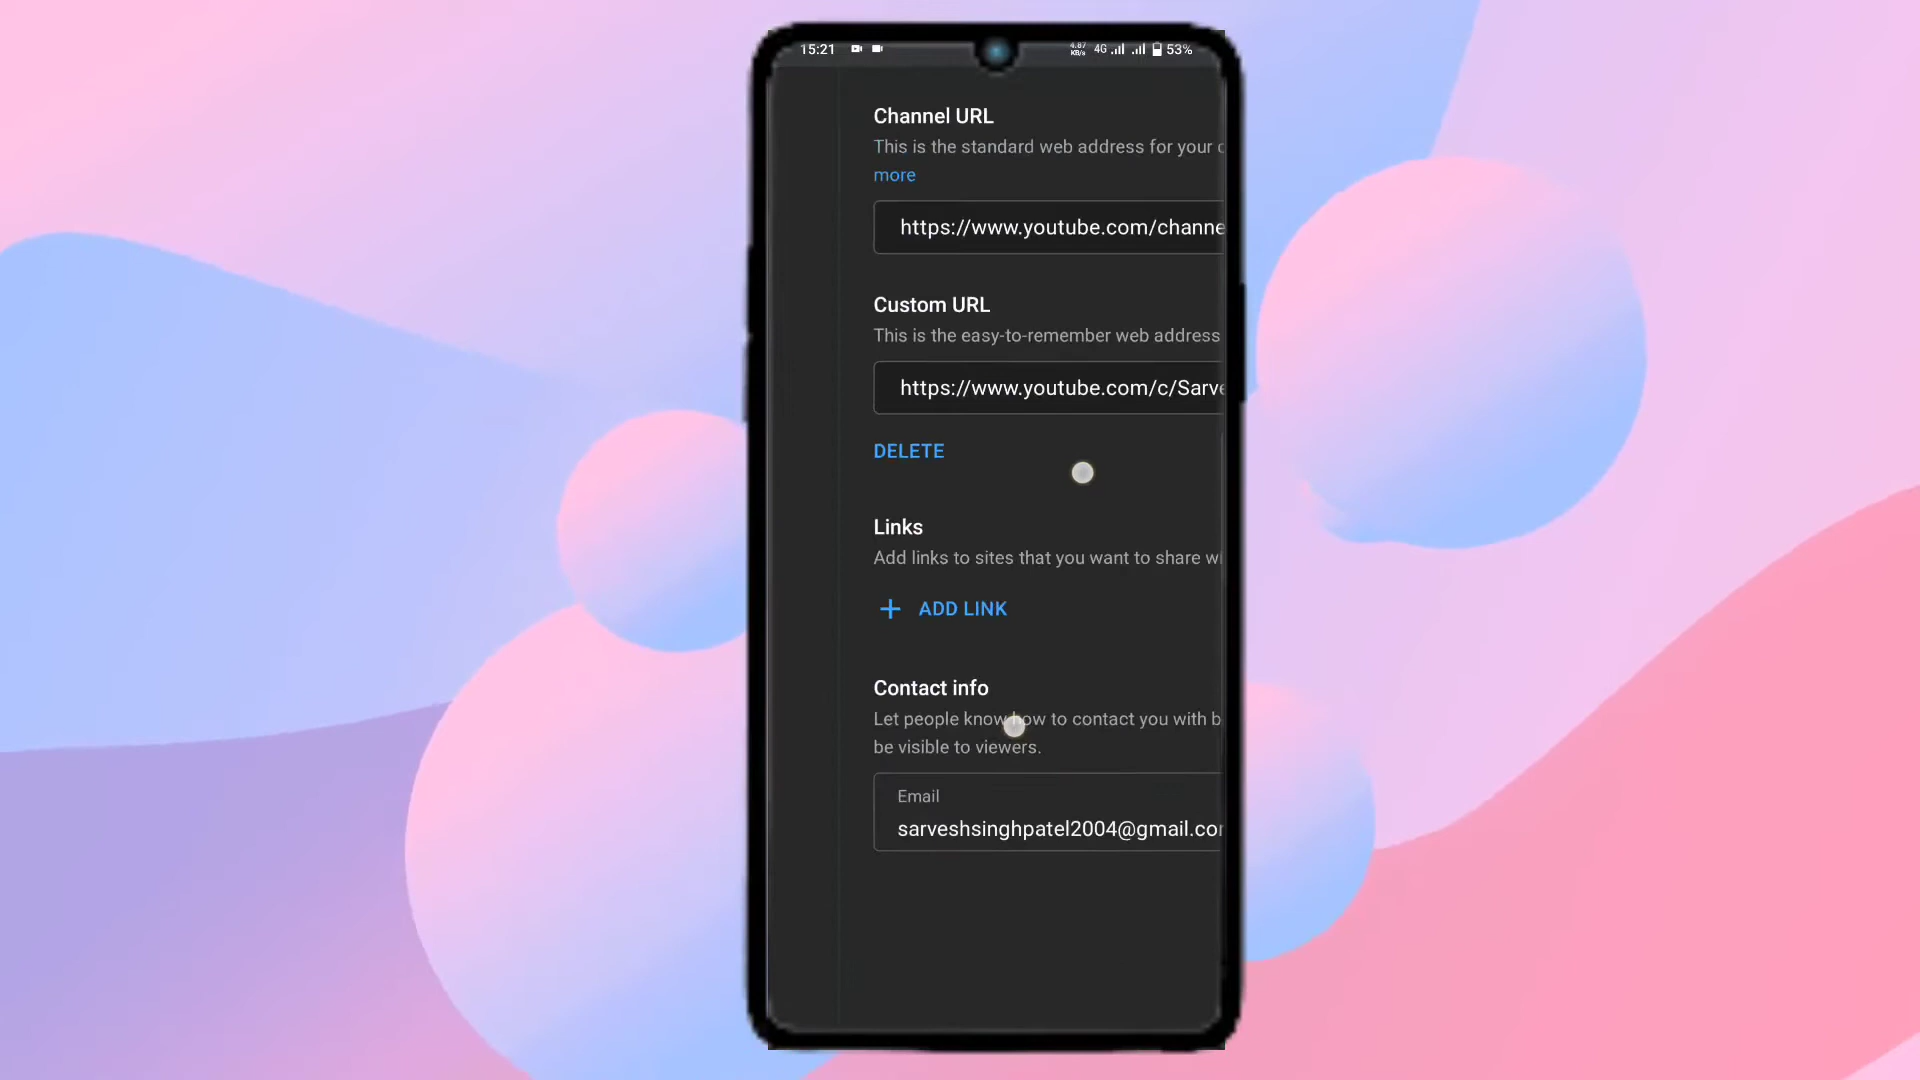 15:21 4.87 KB/s 4G 53%
Channel URL
This is the standard web address for your
more
https://www.youtube.com/channe
Custom URL
This is the easy-to-remember web address
https://www.youtube.com/c/Sarve
DELETE
Links
Add links to sites that you want to share
ADD LINK
Contact info
Let people know how to contact you with b
be visible to viewers.
Email
sarveshsinghpatel2004@gmail.co